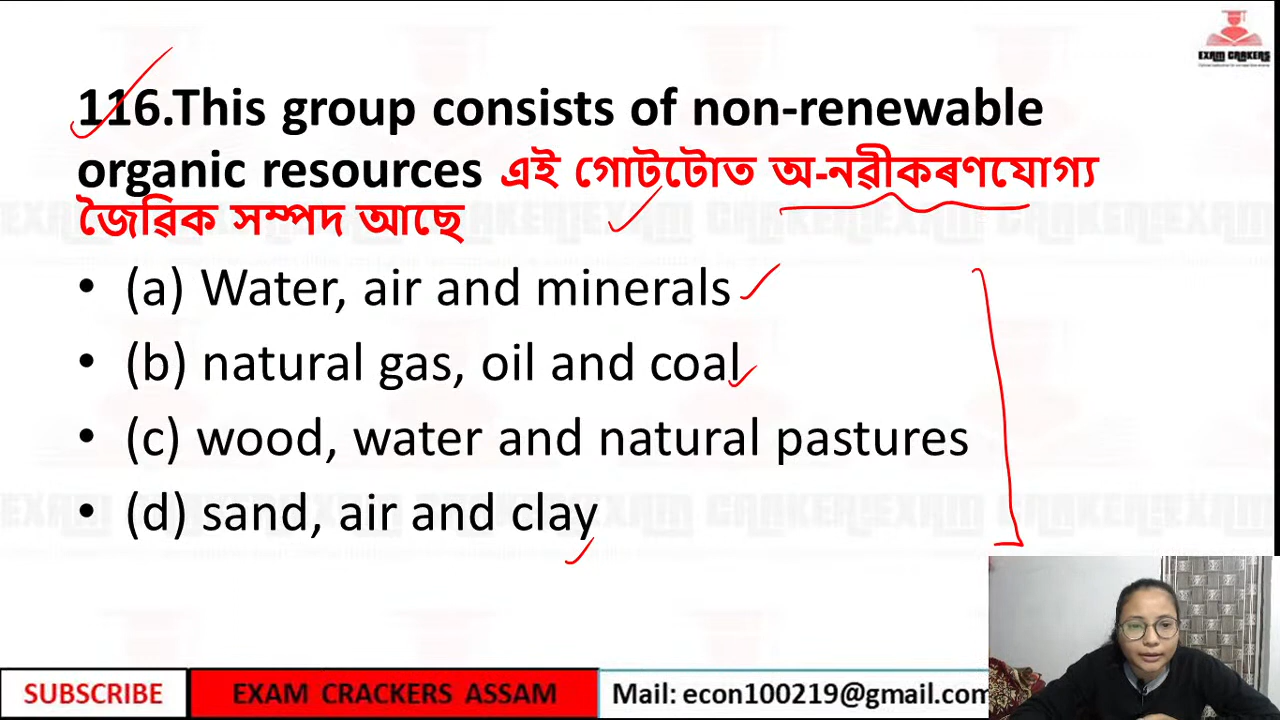 EXAM CRAKERS
116.This group consists of non-renewable
organic resources এই গোটটোত অ-নৱীকৰণযোগ্য
জৈৱিক সম্পদ আছে
• (a) Water, air and minerals
• (b) natural gas, oil and coal
• (c) wood, water and natural pastures
• (d) sand, air and clay
SUBSCRIBE EXAM CRACKERS ASSAM Mail: econ100219@gmail.com